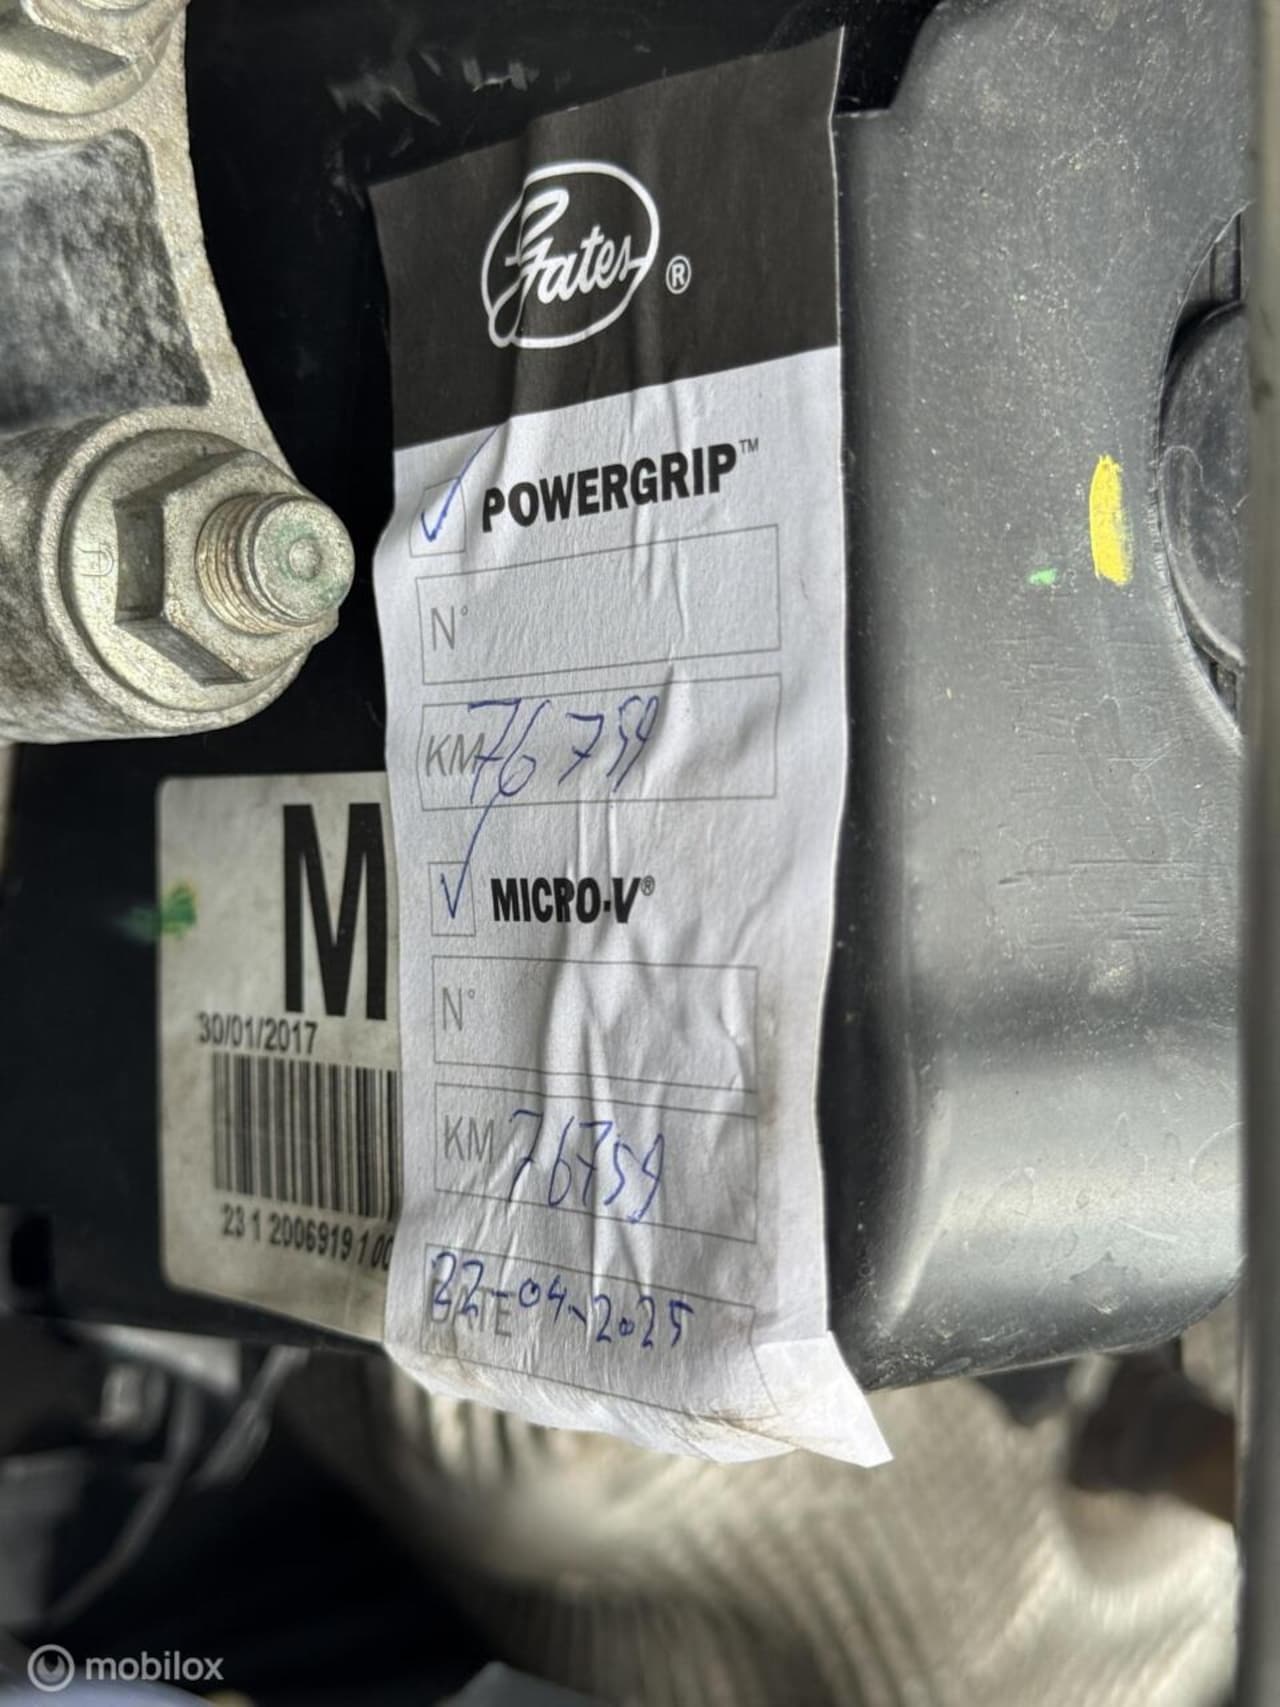 Gates®
POWERGRIP™
N°
KM 76759
MICRO-V®
N°
KM 76759
DATE 22-04-2025
M
30/01/2017
23 1 2006919 1 00
mobilox